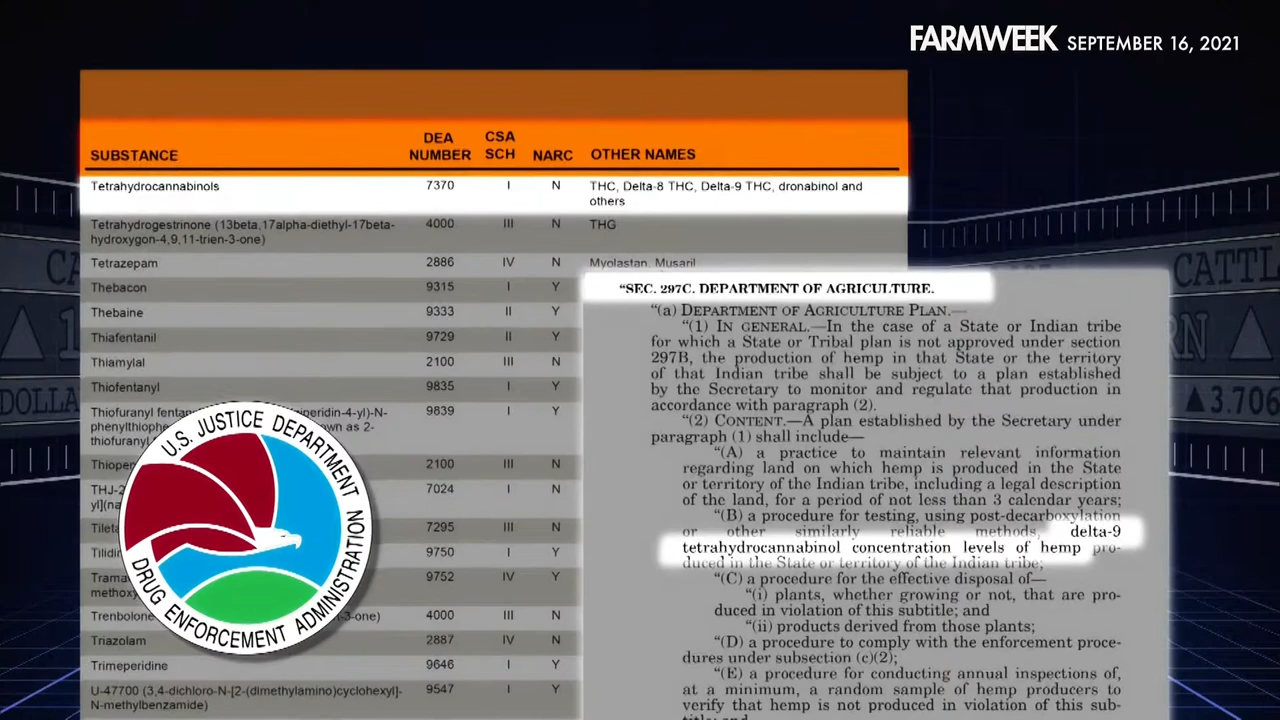 FARMWEEK SEPTEMBER 16, 2021
SUBSTANCE DEA NUMBER CSA SCH NARC OTHER NAMES
Tetrahydrocannabinols 7370 I N THC, Delta-8 THC, Delta-9 THC, dronabinol and
others
Tetrahydrogestrinone (13beta,17alpha-diethyl-17beta- 4000 III N THG
hydroxygon-4,9,11-trien-3-one)
Tetrazepam 2886 IV N Myolastan, Musaril
Thebacon 9315 I Y
Thebaine 9333 II Y
Thiafentanil 9729 II Y
Thiamylal 2100 III N
Thiofentanyl 9835 I Y
Thiofuranyl 9839 I Y
phenylthiophe
thiofuranyl
2100 III N
7024 I N
7295 III N
9750 I Y
9752 IV Y
Trenbolone 4000 III N
Triazolam 2887 IV N
Trimeperidine 9646 I Y
U-47700 (3,4-dichloro-N-[2-(dimethylamino)cyclohexyl]- 9547 I Y
N-methylbenzamide)
U.S. JUSTICE DEPARTMENT
DRUG ENFORCEMENT ADMINISTRATION
“SEC. 297C. DEPARTMENT OF AGRICULTURE.
“(a) DEPARTMENT OF AGRICULTURE PLAN.—
“(1) IN GENERAL.—In the case of a State or Indian tribe
for which a State or Tribal plan is not approved under section
297B, the production of hemp in that State or the territory
of that Indian tribe shall be subject to a plan established
by the Secretary to monitor and regulate that production in
accordance with paragraph (2).
“(2) CONTENT.—A plan established by the Secretary under
paragraph (1) shall include—
“(A) a practice to maintain relevant information
regarding land on which hemp is produced in the State
or territory of the Indian tribe, including a legal description
of the land, for a period of not less than 3 calendar years;
“(B) a procedure for testing, using post-decarboxylation
or other similarly reliable methods, delta-9
tetrahydrocannabinol concentration levels of hemp pro-
duced in the State or territory of the Indian tribe;
“(C) a procedure for the effective disposal of—
“(i) plants, whether growing or not, that are pro-
duced in violation of this subtitle; and
“(ii) products derived from those plants;
“(D) a procedure to comply with the enforcement proce-
dures under subsection (c)(2);
“(E) a procedure for conducting annual inspections of,
at a minimum, a random sample of hemp producers to
verify that hemp is not produced in violation of this sub-
3.706